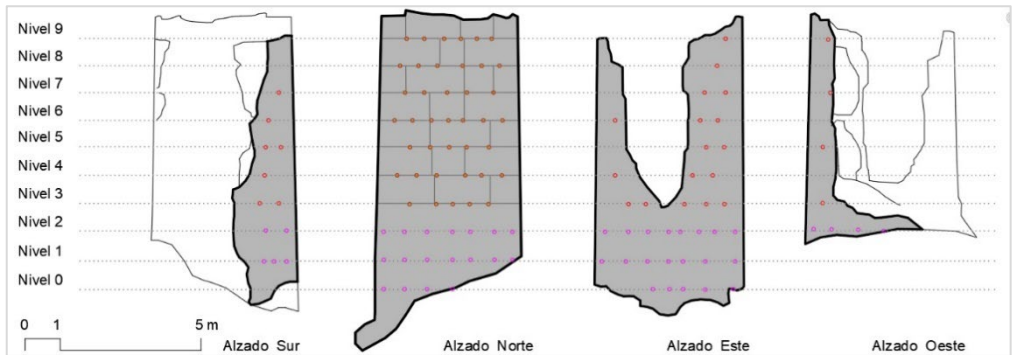 Nivel 9
Nivel 8
Nivel 7
Nivel 6
Nivel 5
Nivel 4
Nivel 3
Nivel 2
Nivel 1
Nivel 0
0 1 5 m
Alzado Sur Alzado Norte Alzado Este Alzado Oeste